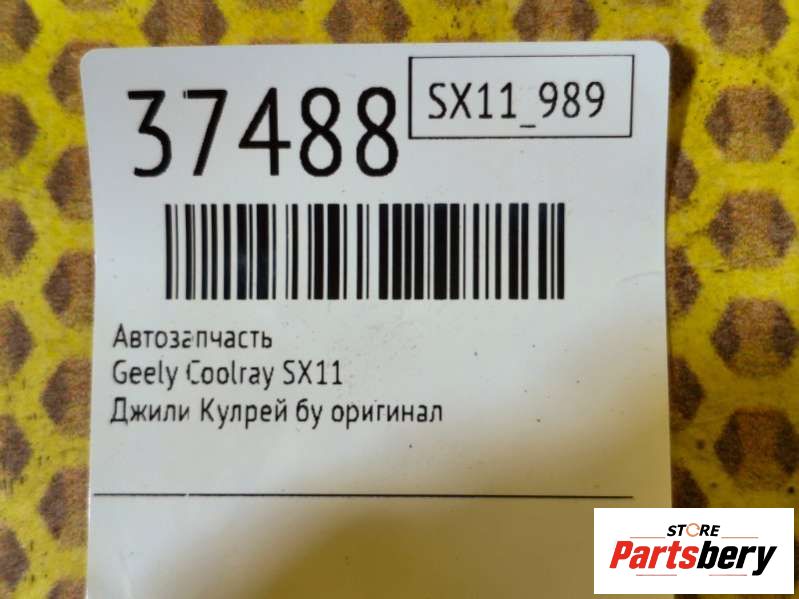 37488
SX11_989
Автозапчасть
Geely Coolray SX11
Джили Кулрей бу оригинал
STORE
Partsbery